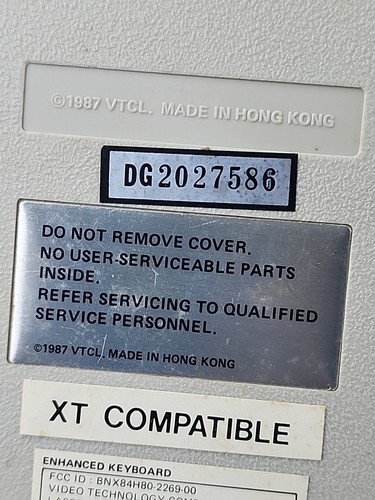 ©1987 VTCL. MADE IN HONG KONG
DG2027586
DO NOT REMOVE COVER.
NO USER-SERVICEABLE PARTS
INSIDE.
REFER SERVICING TO QUALIFIED
SERVICE PERSONNEL.
©1987 VTCL. MADE IN HONG KONG
XT COMPATIBLE
ENHANCED KEYBOARD
FCC ID : BNX84H80-2269-00
VIDEO TECHNOLOGY